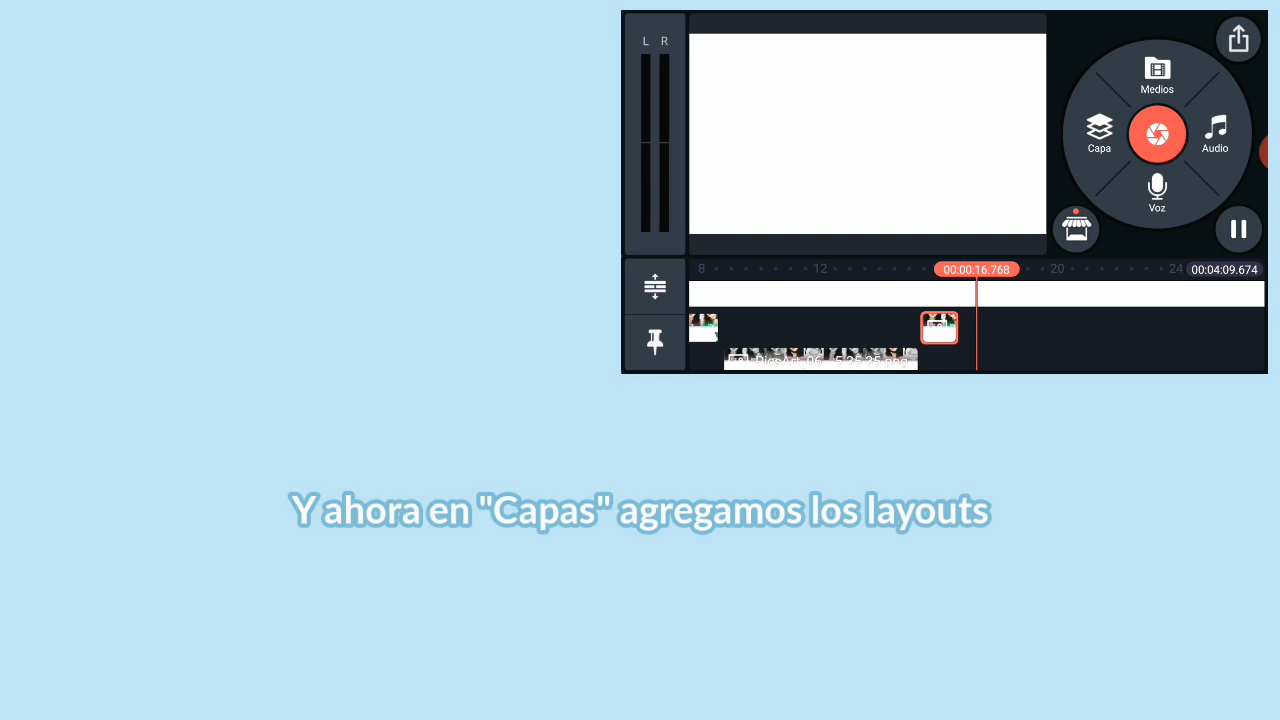 L R
Medios
Capa
Audio
Voz
8
12
00:00:16.768
20
24
00:04:09.674
Y ahora en "Capas" agregamos los layouts